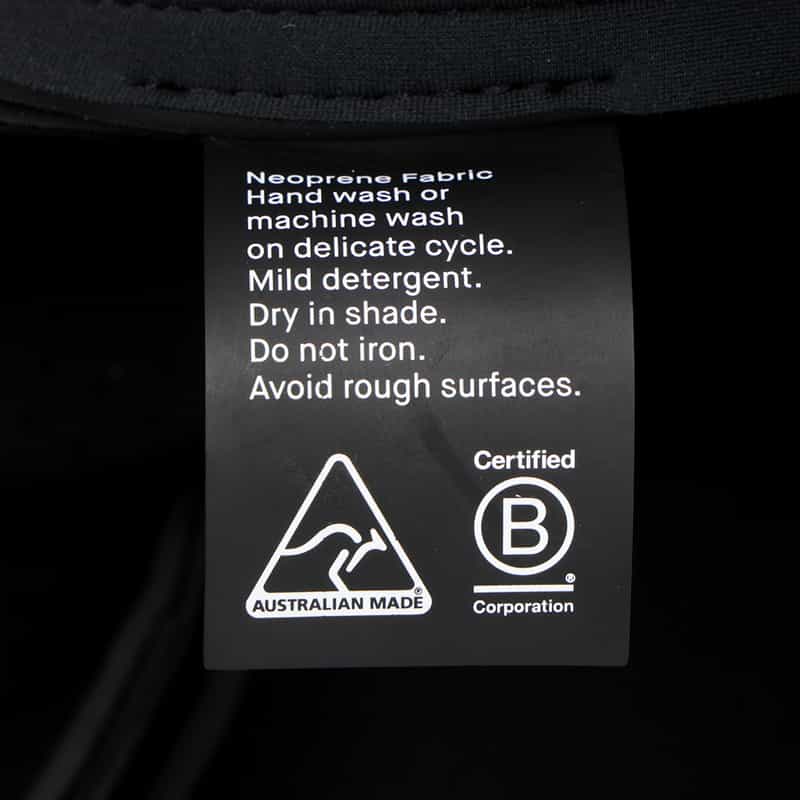 Neoprene Fabric
Hand wash or
machine wash
on delicate cycle.
Mild detergent.
Dry in shade.
Do not iron.
Avoid rough surfaces.
AUSTRALIAN MADE®
Certified
B
®
Corporation